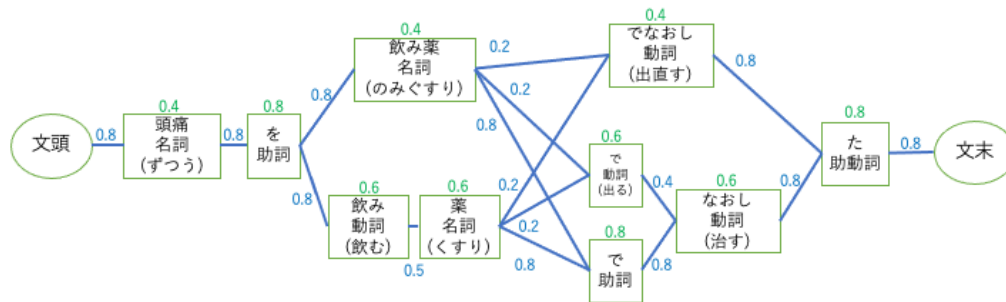 文頭
0.8
0.4
頭痛
名詞
(ずつう)
0.8
0.8
を
助詞
0.8
0.8
0.4
飲み薬
名詞
(のみぐすり)
0.2
0.2
0.8
0.6
飲み
動詞
(飲む)
0.5
0.6
薬
名詞
(くすり)
0.2
0.2
0.8
0.4
でなおし
動詞
(出直す)
0.8
0.6
で
動詞
(出る)
0.4
0.8
で
助詞
0.8
0.6
なおし
動詞
(治す)
0.8
0.8
た
助動詞
0.8
文末